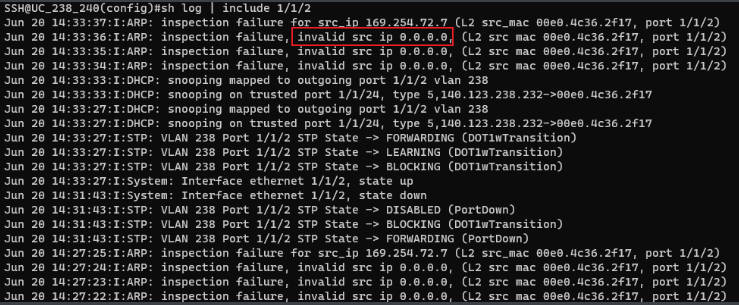 SSH@UC_238_240(config)#sh log | include 1/1/2
Jun 20 14:33:37:I:ARP: inspection failure for src_ip 169.254.72.7 (L2 src_mac 00e0.4c36.2f17, port 1/1/2)
Jun 20 14:33:36:I:ARP: inspection failure, invalid src ip 0.0.0.0, (L2 src mac 00e0.4c36.2f17, port 1/1/2)
Jun 20 14:33:35:I:ARP: inspection failure, invalid src ip 0.0.0.0, (L2 src mac 00e0.4c36.2f17, port 1/1/2)
Jun 20 14:33:34:I:ARP: inspection failure, invalid src ip 0.0.0.0, (L2 src mac 00e0.4c36.2f17, port 1/1/2)
Jun 20 14:33:33:I:DHCP: snooping mapped to outgoing port 1/1/2 vlan 238
Jun 20 14:33:33:I:DHCP: snooping on trusted port 1/1/24, type 5,140.123.238.232->00e0.4c36.2f17
Jun 20 14:33:27:I:DHCP: snooping mapped to outgoing port 1/1/2 vlan 238
Jun 20 14:33:27:I:DHCP: snooping on trusted port 1/1/24, type 5,140.123.238.232->00e0.4c36.2f17
Jun 20 14:33:27:I:STP: VLAN 238 Port 1/1/2 STP State -> FORWARDING (DOT1wTransition)
Jun 20 14:33:27:I:STP: VLAN 238 Port 1/1/2 STP State -> LEARNING (DOT1wTransition)
Jun 20 14:33:27:I:STP: VLAN 238 Port 1/1/2 STP State -> BLOCKING (DOT1wTransition)
Jun 20 14:33:27:I:System: Interface ethernet 1/1/2, state up
Jun 20 14:31:43:I:System: Interface ethernet 1/1/2, state down
Jun 20 14:31:43:I:STP: VLAN 238 Port 1/1/2 STP State -> DISABLED (PortDown)
Jun 20 14:31:43:I:STP: VLAN 238 Port 1/1/2 STP State -> BLOCKING (DOT1wTransition)
Jun 20 14:31:43:I:STP: VLAN 238 Port 1/1/2 STP State -> FORWARDING (PortDown)
Jun 20 14:27:25:I:ARP: inspection failure for src_ip 169.254.72.7 (L2 src_mac 00e0.4c36.2f17, port 1/1/2)
Jun 20 14:27:24:I:ARP: inspection failure, invalid src ip 0.0.0.0, (L2 src mac 00e0.4c36.2f17, port 1/1/2)
Jun 20 14:27:23:I:ARP: inspection failure, invalid src ip 0.0.0.0, (L2 src mac 00e0.4c36.2f17, port 1/1/2)
Jun 20 14:27:22:I:ARP: inspection failure, invalid src ip 0.0.0.0, (L2 src mac 00e0.4c36.2f17, port 1/1/2)